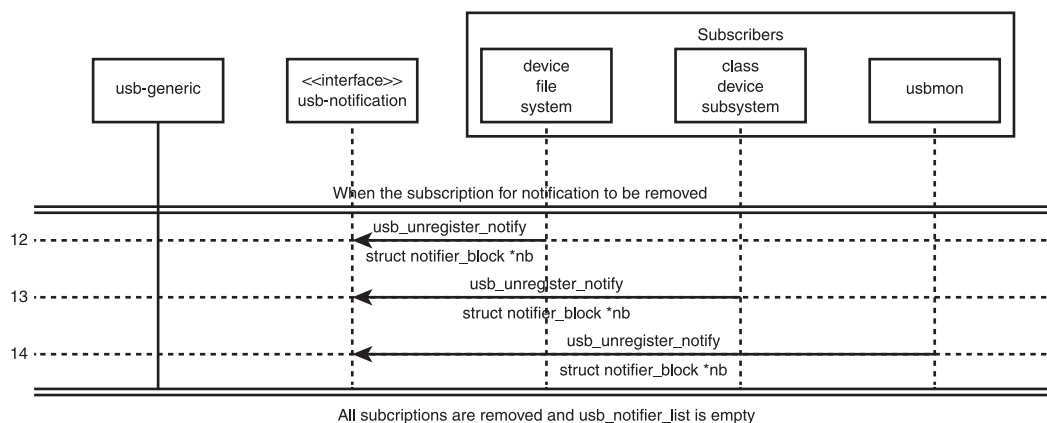 Subscribers
usb-generic
<<interface>>
usb-notification
device
file
system
class
device
subsystem
usbmon
When the subscription for notification to be removed
12
usb_unregister_notify
struct notifier_block *nb
13
usb_unregister_notify
struct notifier_block *nb
14
usb_unregister_notify
struct notifier_block *nb
All subcriptions are removed and usb_notifier_list is empty